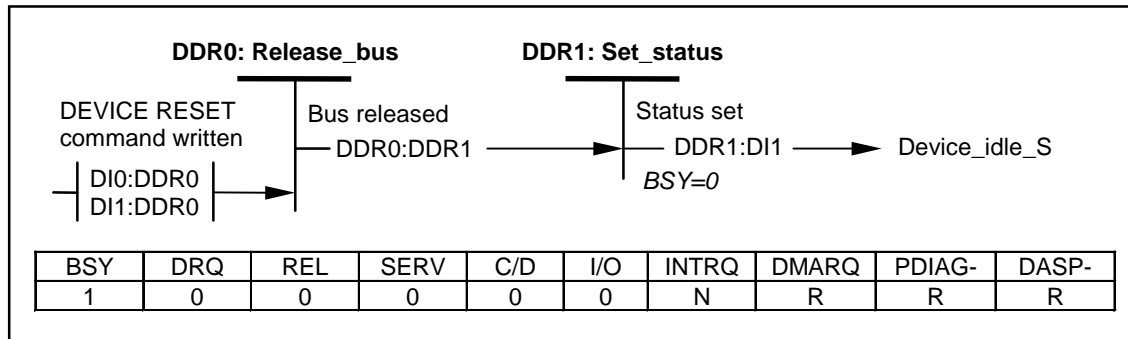 DDR0: Release_bus
DDR1: Set_status
DEVICE RESET
command written
Bus released
Status set
DDR0:DDR1
DDR1:DI1
Device_idle_S
DI0:DDR0
DI1:DDR0
BSY=0
BSY DRQ REL SERV C/D I/O INTRQ DMARQ PDIAG- DASP-
1 0 0 0 0 0 N R R R